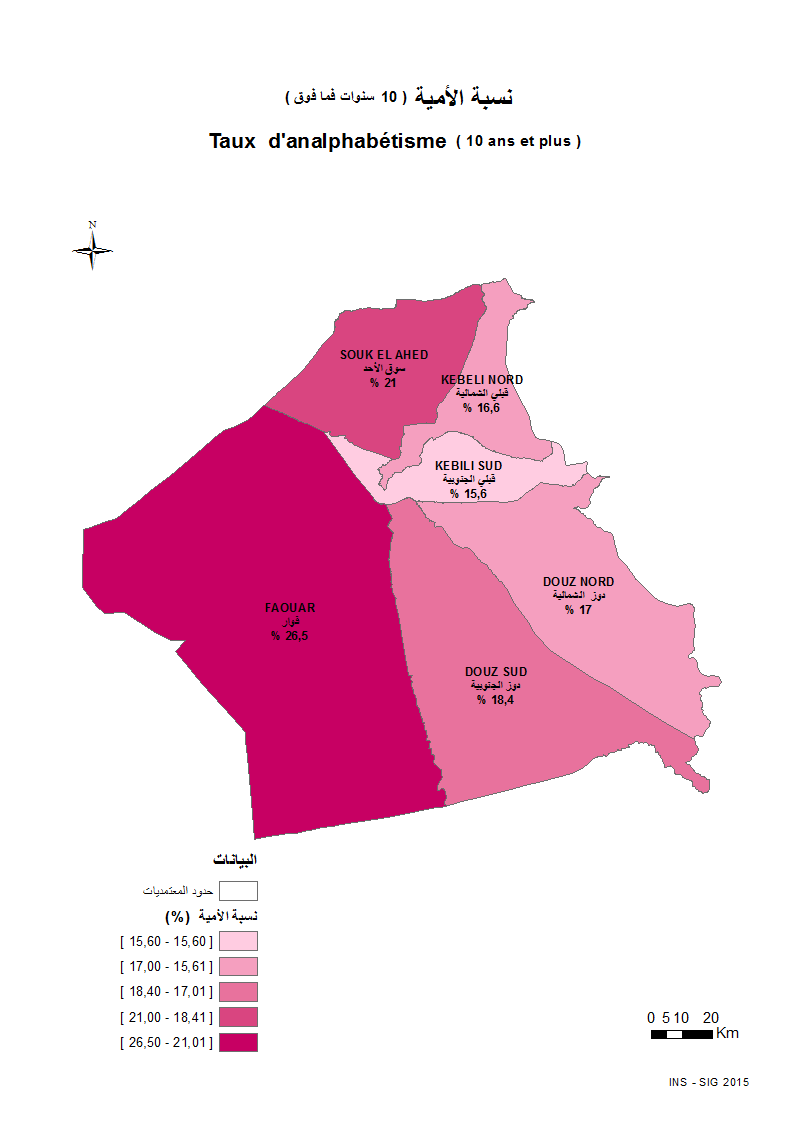 نسبة الأمية ( 10 سنوات فما فوق )
Taux d'analphabétisme ( 10 ans et plus )
N
SOUK EL AHED
سوق الأحد
% 21
KEBELI NORD
قبلي الشمالية
% 16,6
KEBILI SUD
قبلي الجنوبية
% 15,6
DOUZ NORD
دوز الشمالية
% 17
FAOUAR
فوار
% 26,5
DOUZ SUD
دوز الجنوبية
% 18,4
البيانات
حدود المعتمديات
نسبة الأمية (%)
[ 15,60 - 15,60 ]
[ 17,00 - 15,61 ]
[ 18,40 - 17,01 ]
[ 21,00 - 18,41 ]
[ 26,50 - 21,01 ]
0 5 10 20
Km
INS - SIG 2015